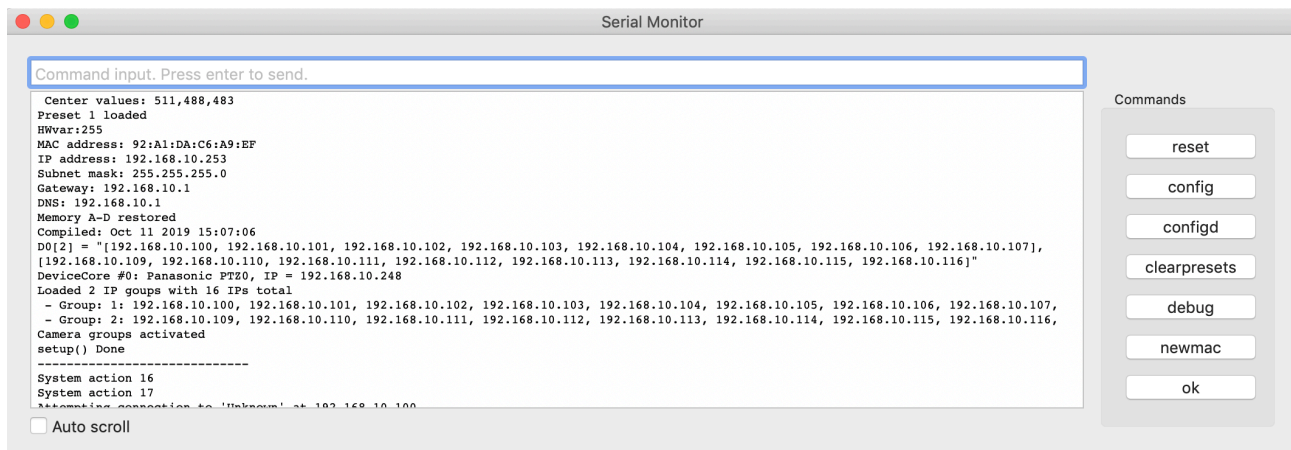 Serial Monitor
Command input. Press enter to send.
Center values: 511,488,483
Preset 1 loaded
HWvar:255
MAC address: 92:A1:DA:C6:A9:EF
IP address: 192.168.10.253
Subnet mask: 255.255.255.0
Gateway: 192.168.10.1
DNS: 192.168.10.1
Memory A-D restored
Compiled: Oct 11 2019 15:07:06
D0[2] = "[192.168.10.100, 192.168.10.101, 192.168.10.102, 192.168.10.103, 192.168.10.104, 192.168.10.105, 192.168.10.106, 192.168.10.107],
[192.168.10.109, 192.168.10.110, 192.168.10.111, 192.168.10.112, 192.168.10.113, 192.168.10.114, 192.168.10.115, 192.168.10.116]"
DeviceCore #0: Panasonic PTZ0, IP = 192.168.10.248
Loaded 2 IP goups with 16 IPs total
- Group: 1: 192.168.10.100, 192.168.10.101, 192.168.10.102, 192.168.10.103, 192.168.10.104, 192.168.10.105, 192.168.10.106, 192.168.10.107,
- Group: 2: 192.168.10.109, 192.168.10.110, 192.168.10.111, 192.168.10.112, 192.168.10.113, 192.168.10.114, 192.168.10.115, 192.168.10.116,
Camera groups activated
setup() Done
-----------------------------
System action 16
System action 17
Attempting connection to 'Unknown' at 192.168.10.100
Auto scroll
Commands
reset
config
configd
clearpresets
debug
newmac
ok